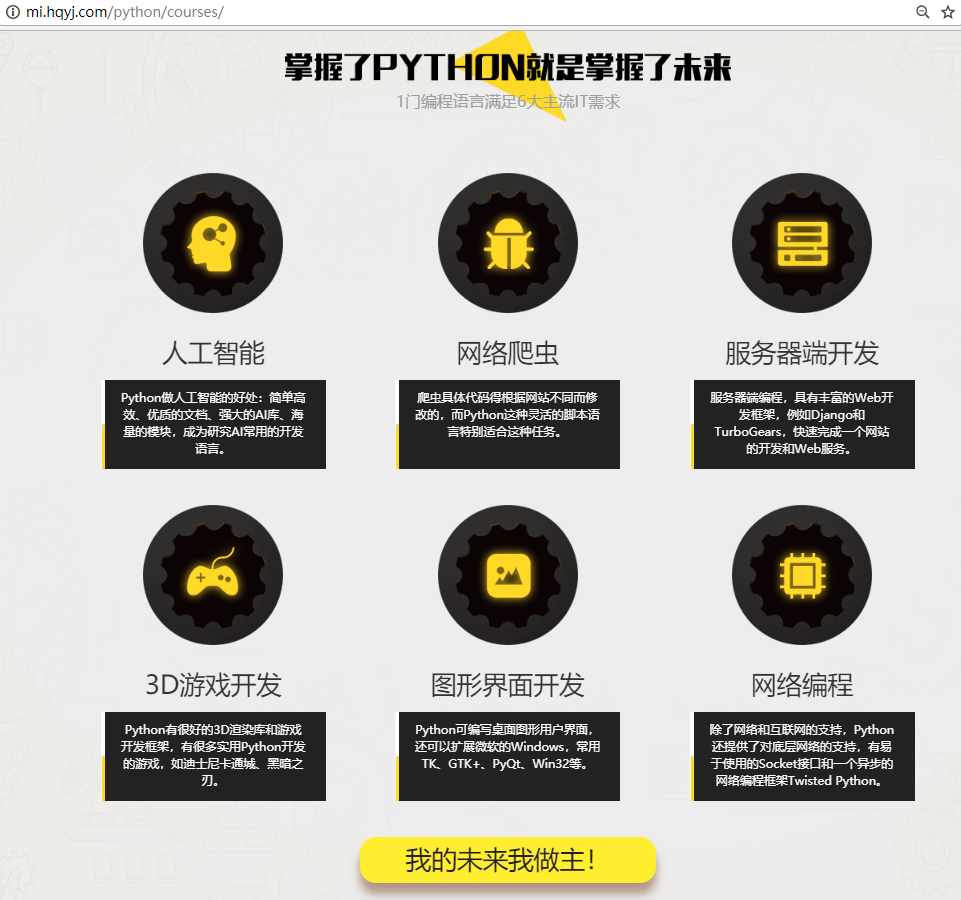 mi.hqyj.com/python/courses/
掌握了PYTHON就是掌握了未来
1门编程语言满足6大主流IT需求
人工智能
Python做人工智能的好处：简单高
效、优质的文档、强大的AI库、海
量的模块，成为研究AI常用的开发
语言。
网络爬虫
爬虫具体代码得根据网站不同而修
改的，而Python这种灵活的脚本语
言特别适合这种任务。
服务器端开发
服务器端编程，具有丰富的Web开
发框架，例如Django和
TurboGears，快速完成一个网站
的开发和Web服务。
3D游戏开发
Python有很好的3D渲染库和游戏
开发框架，有很多实用Python开发
的游戏，如迪士尼卡通城、黑暗之
刃。
图形界面开发
Python可编写桌面图形用户界面，
还可以扩展微软的Windows，常用
TK、GTK+、PyQt、Win32等。
网络编程
除了网络和互联网的支持，Python
还提供了对底层网络的支持，有易
于使用的Socket接口和一个异步的
网络编程框架Twisted Python。
我的未来我做主！